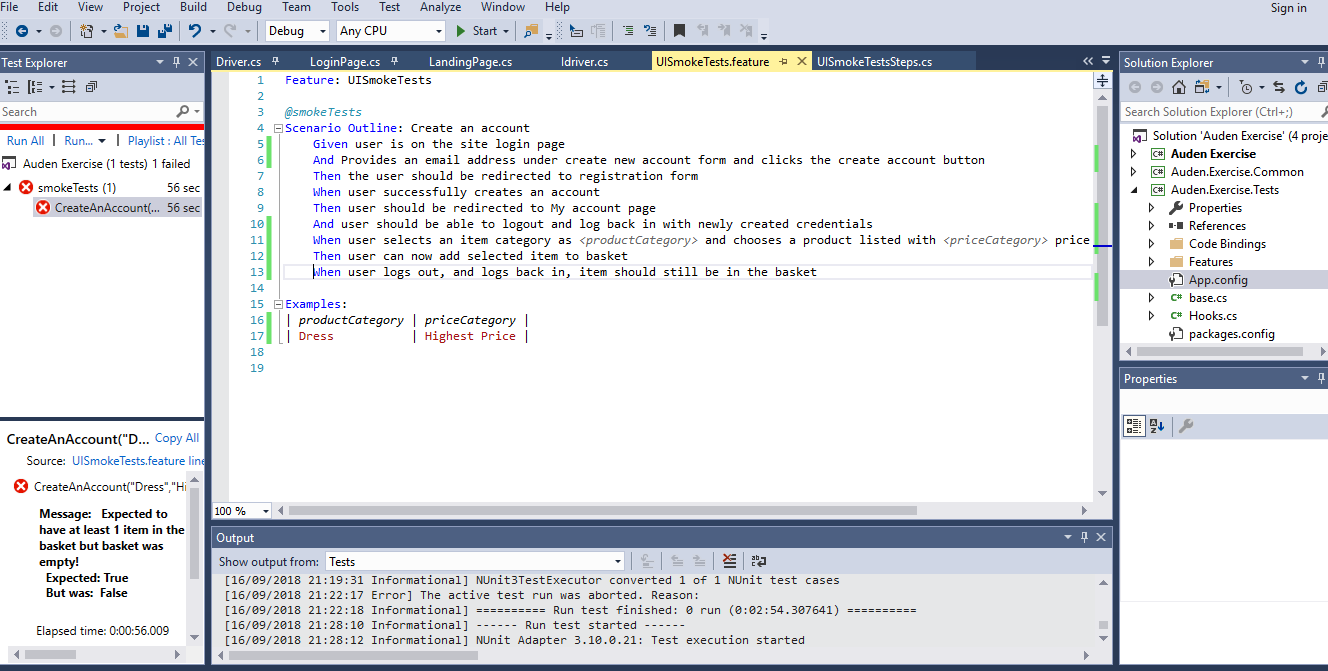 File Edit View Project Build Debug Team Tools Test Analyze Window Help Sign in
Debug Any CPU Start
Test Explorer
Search
Run All | Run... | Playlist : All Tes
Auden Exercise (1 tests) 1 failed
smokeTests (1) 56 sec
CreateAnAccount(... 56 sec
CreateAnAccount("D... Copy All
Source: UISmokeTests.feature line
CreateAnAccount("Dress","Hi
Message: Expected to
have at least 1 item in the
basket but basket was
empty!
Expected: True
But was: False
Elapsed time: 0:00:56.009
Driver.cs LoginPage.cs LandingPage.cs Idriver.cs UISmokeTests.feature UISmokeTestsSteps.cs
1 Feature: UISmokeTests
2
3 @smokeTests
4 Scenario Outline: Create an account
5 Given user is on the site login page
6 And Provides an email address under create new account form and clicks the create account button
7 Then the user should be redirected to registration form
8 When user successfully creates an account
9 Then user should be redirected to My account page
10 And user should be able to logout and log back in with newly created credentials
11 When user selects an item category as <productCategory> and chooses a product listed with <priceCategory> price
12 Then user can now add selected item to basket
13 When user logs out, and logs back in, item should still be in the basket
14
15 Examples:
16 | productCategory | priceCategory |
17 | Dress | Highest Price |
18
19
100 %
Output
Show output from: Tests
[16/09/2018 21:19:31 Informational] NUnit3TestExecutor converted 1 of 1 NUnit test cases
[16/09/2018 21:22:17 Error] The active test run was aborted. Reason:
[16/09/2018 21:22:18 Informational] ========== Run test finished: 0 run (0:02:54.307641) ==========
[16/09/2018 21:28:10 Informational] ------ Run test started ------
[16/09/2018 21:28:12 Informational] NUnit Adapter 3.10.0.21: Test execution started
Solution Explorer
Search Solution Explorer (Ctrl+;)
Solution 'Auden Exercise' (4 proje
C# Auden Exercise
C# Auden.Exercise.Common
C# Auden.Exercise.Tests
Properties
References
Code Bindings
Features
App.config
C# base.cs
C# Hooks.cs
packages.config
Properties